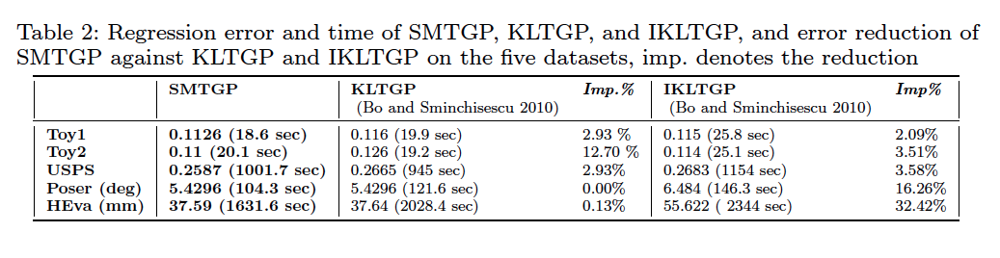 Table 2: Regression error and time of SMTGP, KLTGP, and IKLTGP, and error reduction of
SMTGP against KLTGP and IKLTGP on the five datasets, imp. denotes the reduction
SMTGP KLTGP Imp.% IKLTGP Imp%
(Bo and Sminchisescu 2010) (Bo and Sminchisescu 2010)
Toy1 0.1126 (18.6 sec) 0.116 (19.9 sec) 2.93 % 0.115 (25.8 sec) 2.09%
Toy2 0.11 (20.1 sec) 0.126 (19.2 sec) 12.70 % 0.114 (25.1 sec) 3.51%
USPS 0.2587 (1001.7 sec) 0.2665 (945 sec) 2.93% 0.2683 (1154 sec) 3.58%
Poser (deg) 5.4296 (104.3 sec) 5.4296 (121.6 sec) 0.00% 6.484 (146.3 sec) 16.26%
HEva (mm) 37.59 (1631.6 sec) 37.64 (2028.4 sec) 0.13% 55.622 ( 2344 sec) 32.42%